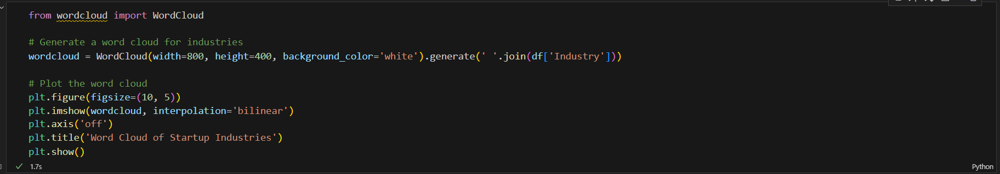 from wordcloud import WordCloud
# Generate a word cloud for industries
wordcloud = WordCloud(width=800, height=400, background_color='white').generate(' '.join(df['Industry']))
# Plot the word cloud
plt.figure(figsize=(10, 5))
plt.imshow(wordcloud, interpolation='bilinear')
plt.axis('off')
plt.title('Word Cloud of Startup Industries')
plt.show()
1.7s
Python